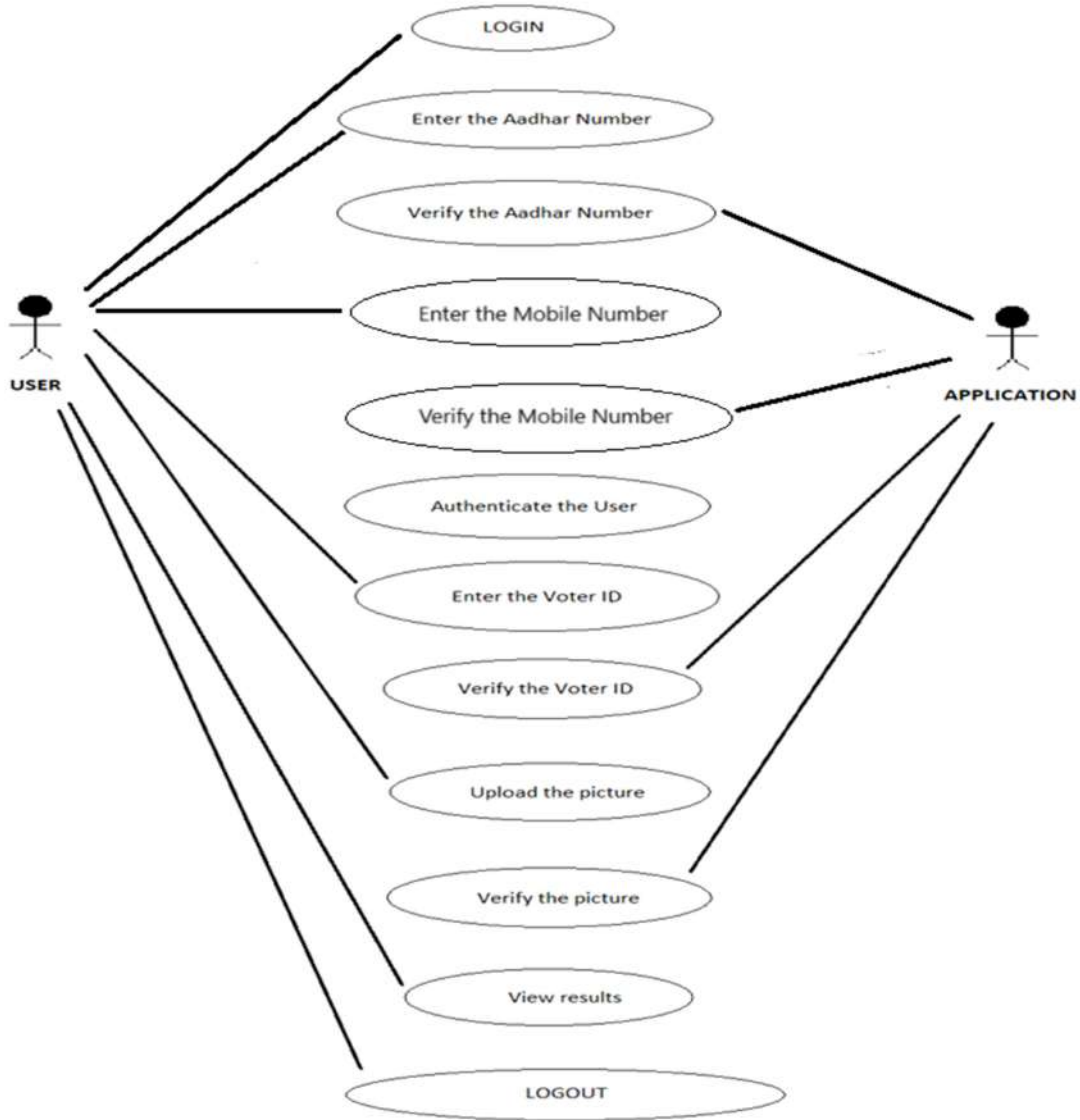 LOGIN
Enter the Aadhar Number
Verify the Aadhar Number
Enter the Mobile Number
USER
APPLICATION
Verify the Mobile Number
Authenticate the User
Enter the Voter ID
Verify the Voter ID
Upload the picture
Verify the picture
View results
LOGOUT